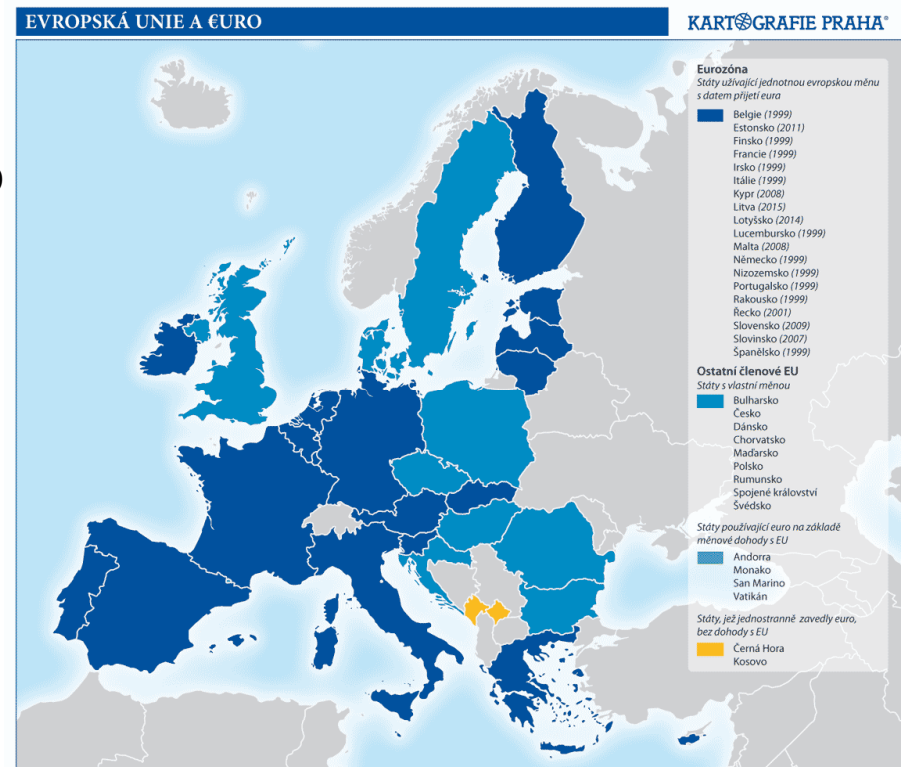 EVROPSKÁ UNIE A €URO
KARTOGRAFIE PRAHA®
Eurozóna
Státy užívající jednotnou evropskou měnu
s datem přijetí eura
Belgie (1999)
Estonsko (2011)
Finsko (1999)
Francie (1999)
Irsko (1999)
Itálie (1999)
Kypr (2008)
Litva (2015)
Lotyšsko (2014)
Lucembursko (1999)
Malta (2008)
Německo (1999)
Nizozemsko (1999)
Portugalsko (1999)
Rakousko (1999)
Řecko (2001)
Slovensko (2009)
Slovinsko (2007)
Španělsko (1999)
Ostatní členové EU
Státy s vlastní měnou
Bulharsko
Česko
Dánsko
Chorvatsko
Maďarsko
Polsko
Rumunsko
Spojené království
Švédsko
Státy používající euro na základě
měnové dohody s EU
Andorra
Monako
San Marino
Vatikán
Státy, jež jednostranně zavedly euro,
bez dohody s EU
Černá Hora
Kosovo